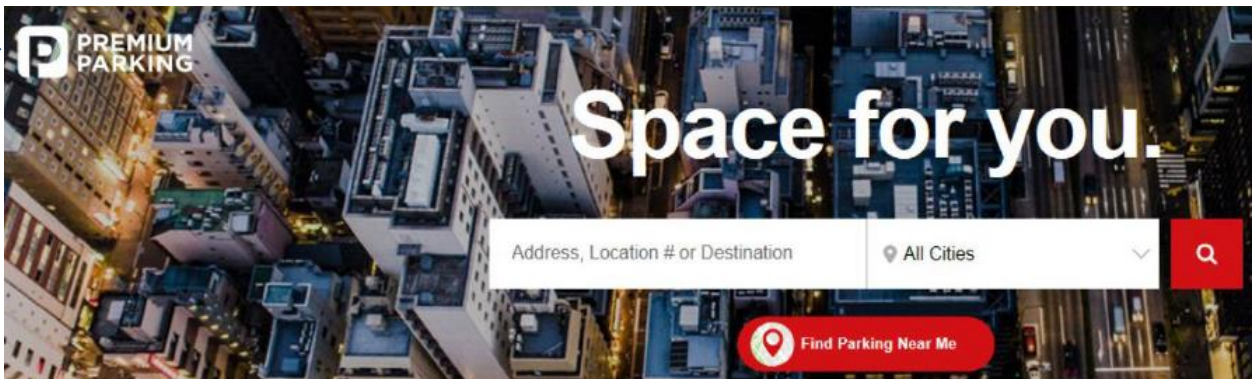 PREMIUM
PARKING
Space for you.
Address, Location # or Destination
All Cities
Find Parking Near Me